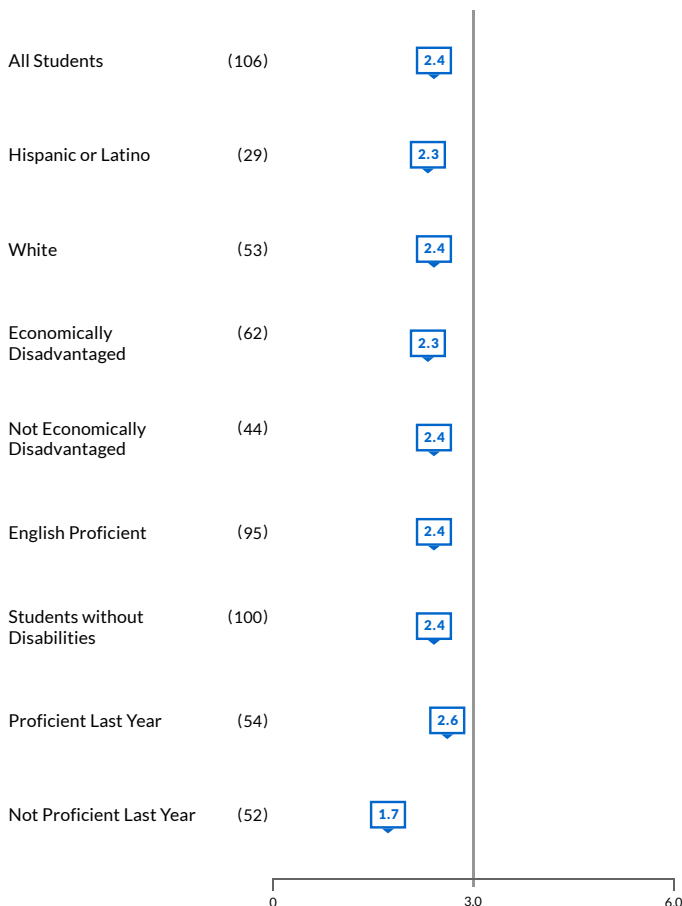 All Students (106) 2.4
Hispanic or Latino (29) 2.3
White (53) 2.4
Economically (62)
Disadvantaged 2.3
Not Economically (44)
Disadvantaged 2.4
English Proficient (95) 2.4
Students without (100)
Disabilities 2.4
Proficient Last Year (54) 2.6
Not Proficient Last Year (52) 1.7
0 3.0 6.0